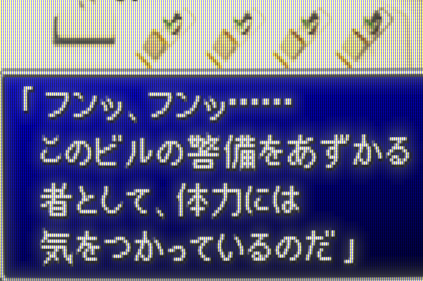 「フンッ、フンッ……
このビルの警備をあずかる
者として、体力には
気をつかっているのだ」